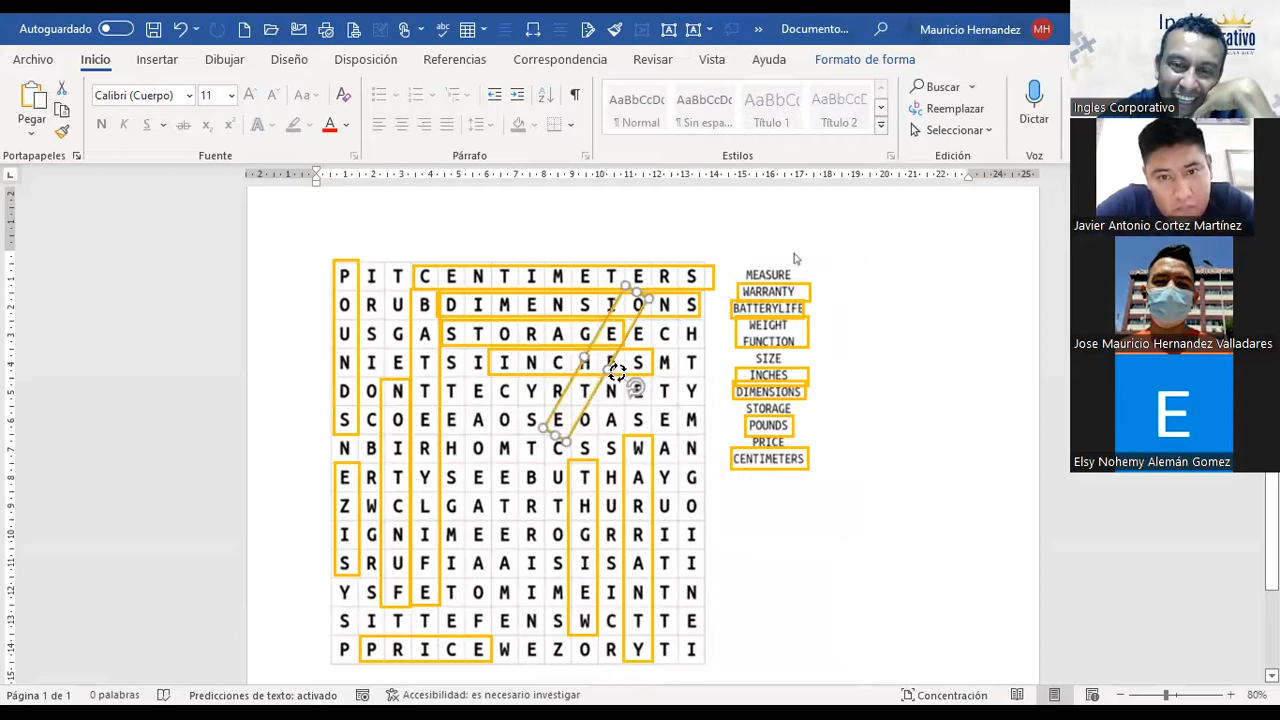 Autoguardado
Documento...
Mauricio Hernandez
MH
Archivo Inicio Insertar Dibujar Diseño Disposición Referencias Correspondencia Revisar Vista Ayuda Formato de forma
Pegar
Calibri (Cuerpo) 11
N K S
Portapapeles
Fuente
Párrafo
AaBbCcDc AaBbCcDc AaBbCc AaBbCcD
¶ Normal ¶ Sin espa... Título 1 Título 2
Estilos
Buscar
Reemplazar
Seleccionar
Edición
Dictar
Voz
P I T C E N T I M E T E R S
O R U B D I M E N S I O N S
U S G A S T O R A G E E C H
N I E T S I I N C H E S M T
D O N T T E C Y R T N E T Y
S C O E E A O S E O A S E M
N B I R H O M T C S S W A N
E R T Y S E E B U T H A Y G
Z W C L G A T R T H U R U O
I G N I M E E R O G R R I I
S R U F I A A I S I S A T I
Y S F E T O M I M E I N T N
S I T T E F E N S W C T T E
P P R I C E W E Z O R Y T I
MEASURE
WARRANTY
BATTERYLIFE
WEIGHT
FUNCTION
SIZE
INCHES
DIMENSIONS
STORAGE
POUNDS
PRICE
CENTIMETERS
Ingles Corporativo
Javier Antonio Cortez Martínez
Jose Mauricio Hernandez Valladares
E
Elsy Nohemy Alemán Gomez
Página 1 de 1 0 palabras Predicciones de texto: activado Accesibilidad: es necesario investigar Concentración 80%